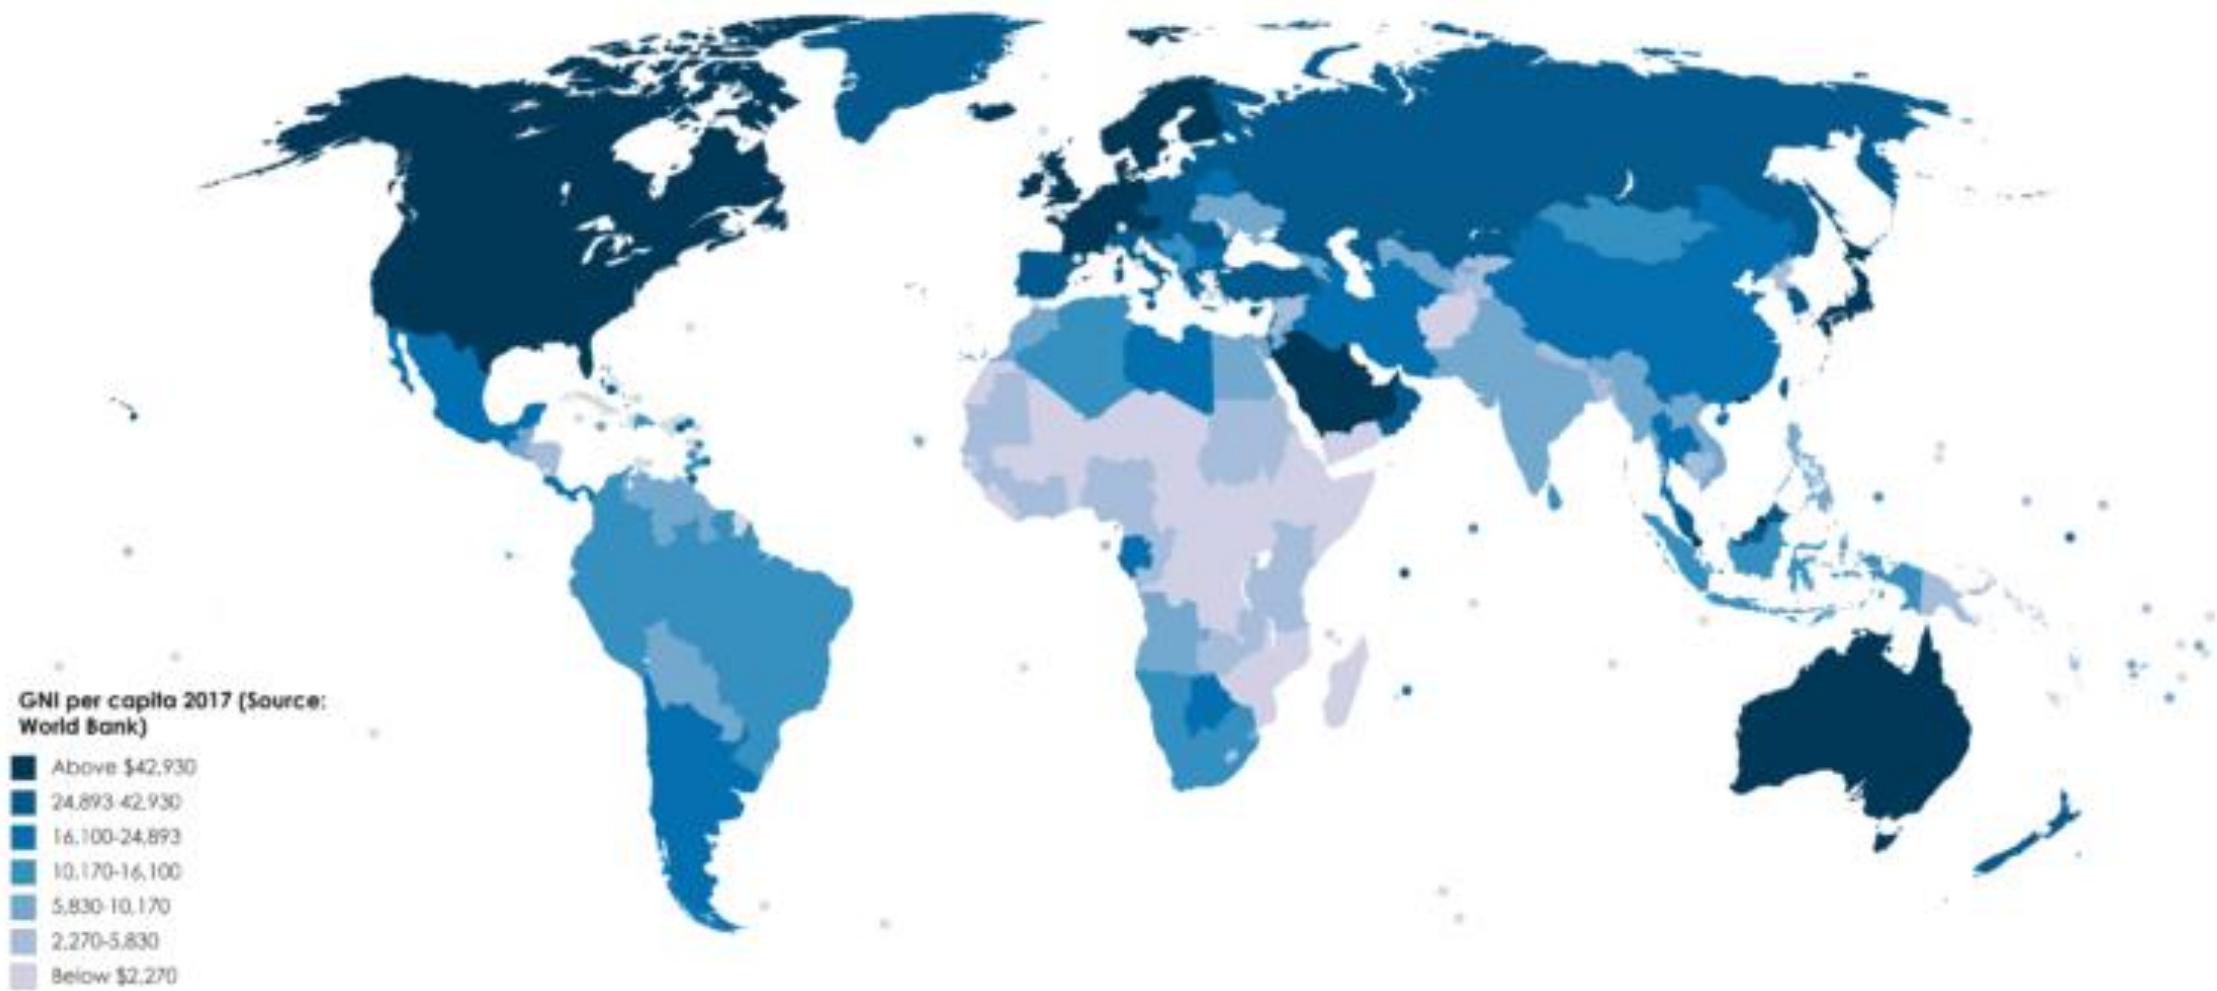 GNI per capita 2017 (Source:
World Bank)
Above $42,930
24,893-42,930
16,100-24,893
10,170-16,100
5,830-10,170
2,270-5,830
Below $2,270